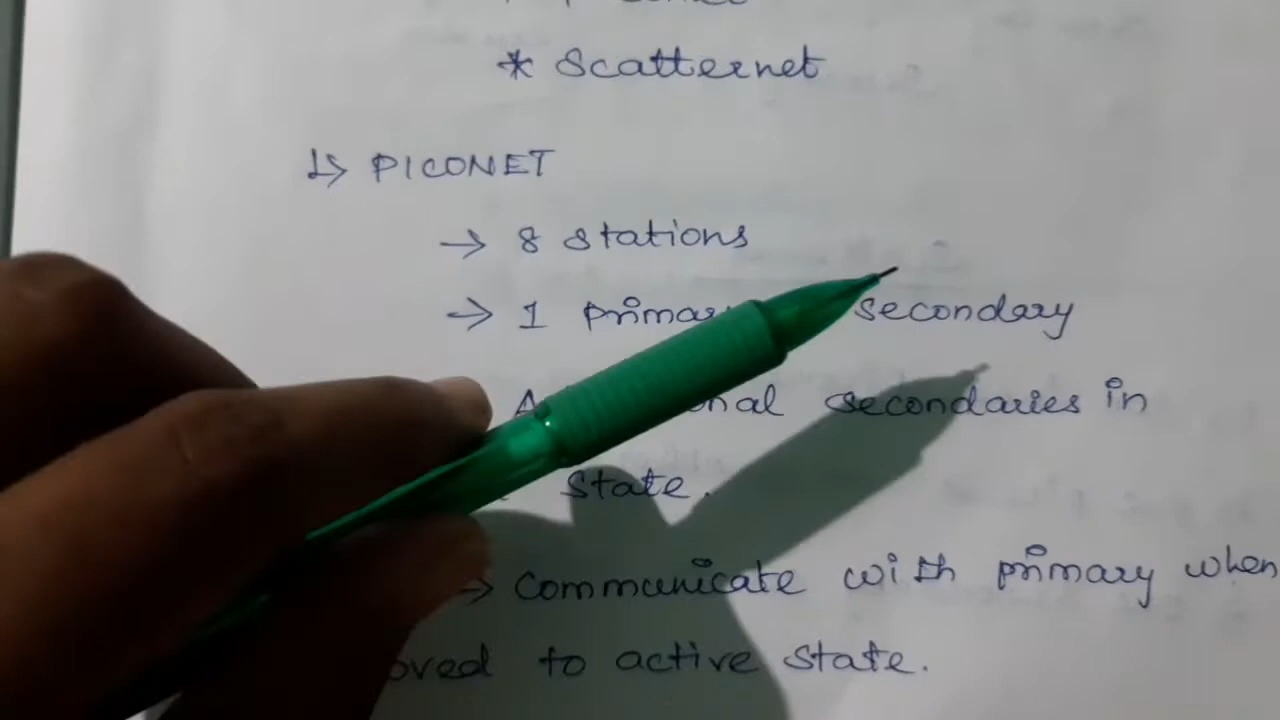 * Scatternet
↳ PICONET
→ 8 stations
→ 1 secondary
secondaries in
state.
→ Communicate with primary when
to active state.